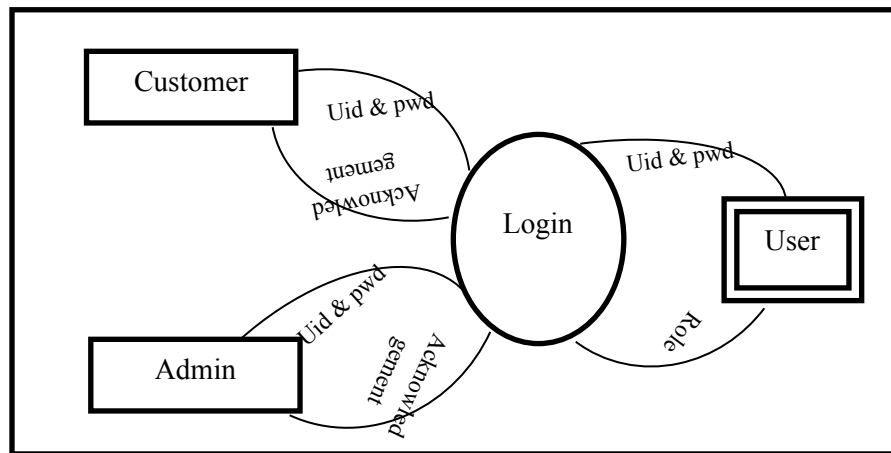 Customer
Uid & pwd
Acknowled
gement
Uid & pwd
Login
User
Uid & pwd
Role
Admin
Acknowled
gement